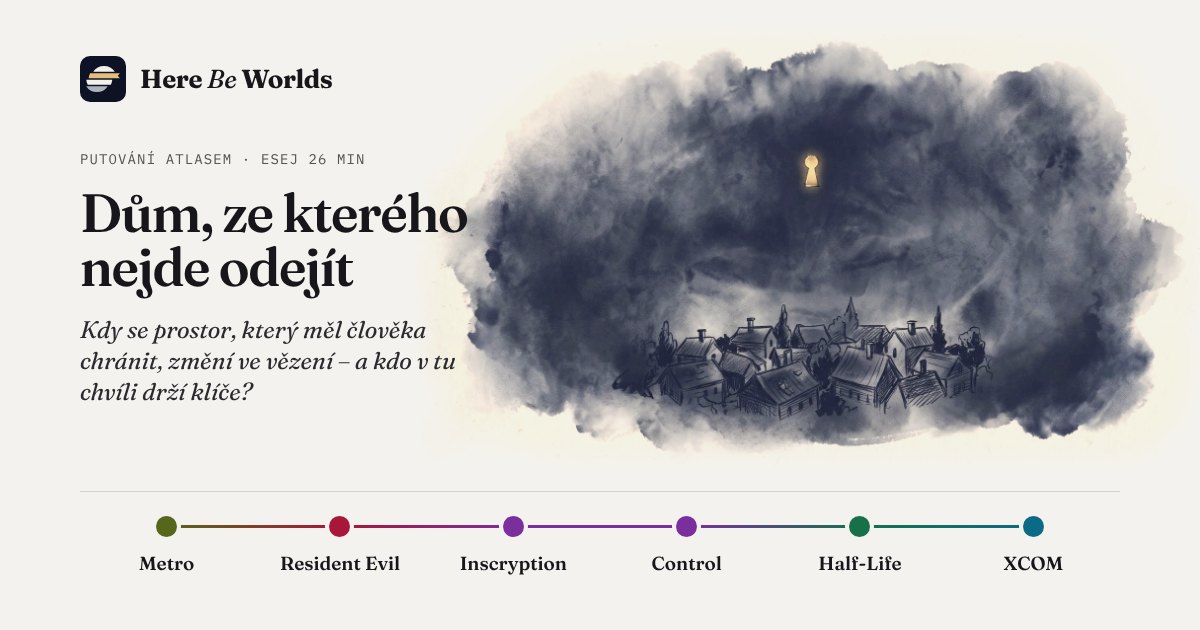 Here Be Worlds
PUTOVÁNÍ ATLASEM · ESEJ 26 MIN
Dům, ze kterého
nejde odejít
Kdy se prostor, který měl člověka
chránit, změní ve vězení – a kdo v tu
chvíli drží klíče?
Metro Resident Evil Inscryption Control Half-Life XCOM